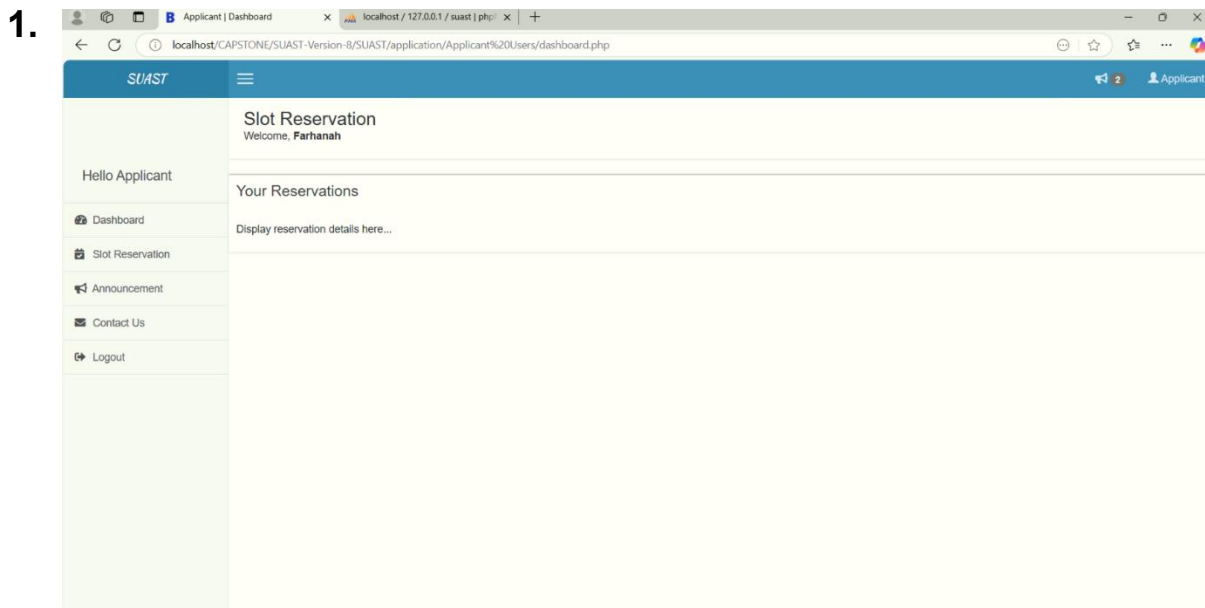 1.
Applicant | Dashboard
localhost / 127.0.0.1 / suast | php
localhost/CAPSTONE/SUAST-Version-8/SUAST/application/Applicant%20Users/dashboard.php
SUAST
2
Applicant
Slot Reservation
Welcome, Farhanah
Hello Applicant
Your Reservations
Dashboard
Display reservation details here...
Slot Reservation
Announcement
Contact Us
Logout